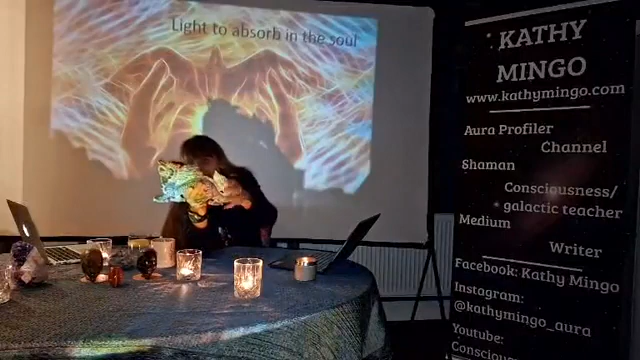 Light to absorb in the soul
KATHY
MINGO
www.kathymingo.com
Aura Profiler
Channel
Shaman
Consciousness/
galactic teacher
Medium
Writer
Facebook: Kathy Mingo
Instagram:
@kathymingo_aura
Youtube: